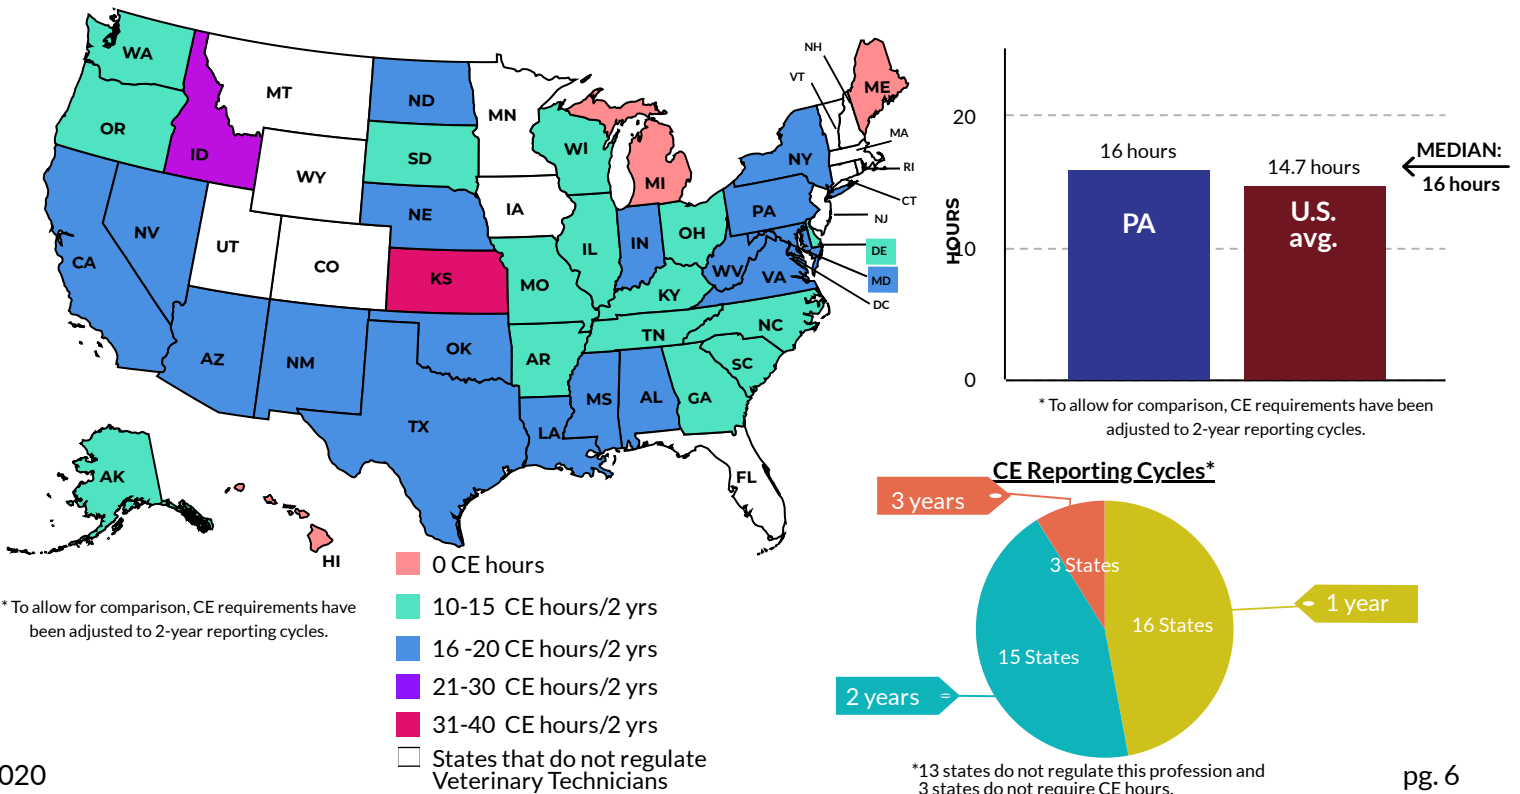 WA
OR
ID
MT
ND
MN
SD
WY
NE
IA
WI
MI
NH
VT
ME
MA
RI
CT
NY
PA
NJ
DE
MD
DC
CA
NV
UT
CO
KS
MO
IL
IN
OH
WV
VA
KY
TN
NC
SC
AZ
NM
OK
AR
TX
LA
MS
AL
GA
FL
AK
HI
* To allow for comparison, CE requirements have
been adjusted to 2-year reporting cycles.
0 CE hours
10-15 CE hours/2 yrs
16 -20 CE hours/2 yrs
21-30 CE hours/2 yrs
31-40 CE hours/2 yrs
States that do not regulate
Veterinary Technicians
020
HOURS
20
10
0
16 hours
PA
14.7 hours
U.S.
avg.
MEDIAN:
16 hours
* To allow for comparison, CE requirements have been
adjusted to 2-year reporting cycles.
CE Reporting Cycles*
3 years
3 States
1 year
16 States
15 States
2 years
*13 states do not regulate this profession and
3 states do not require CE hours.
pg. 6